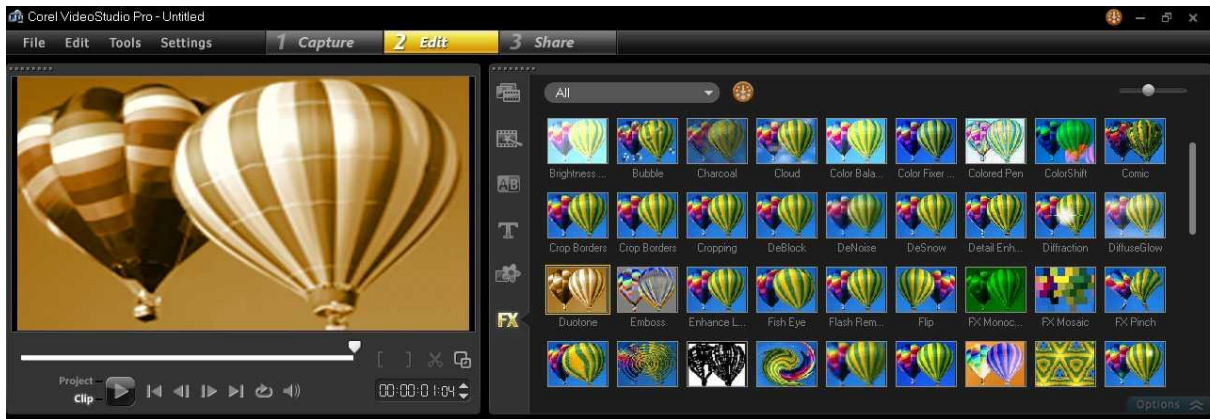 Corel VideoStudio Pro - Untitled
File Edit Tools Settings 1 Capture 2 Edit 3 Share
All
Brightness ... Bubble Charcoal Cloud Color Bala... Color Fixer ... Colored Pen ColorShift Comic
AB
Crop Borders Crop Borders Cropping DeBlock DeNoise DeSnow Detail Enh... Diffraction DiffuseGlow
T
Duotone Emboss Enhance L... Fish Eye Flash Rem... Flip FX Monoc... FX Mosaic FX Pinch
FX
Project
Clip
00:00:01:04
Options